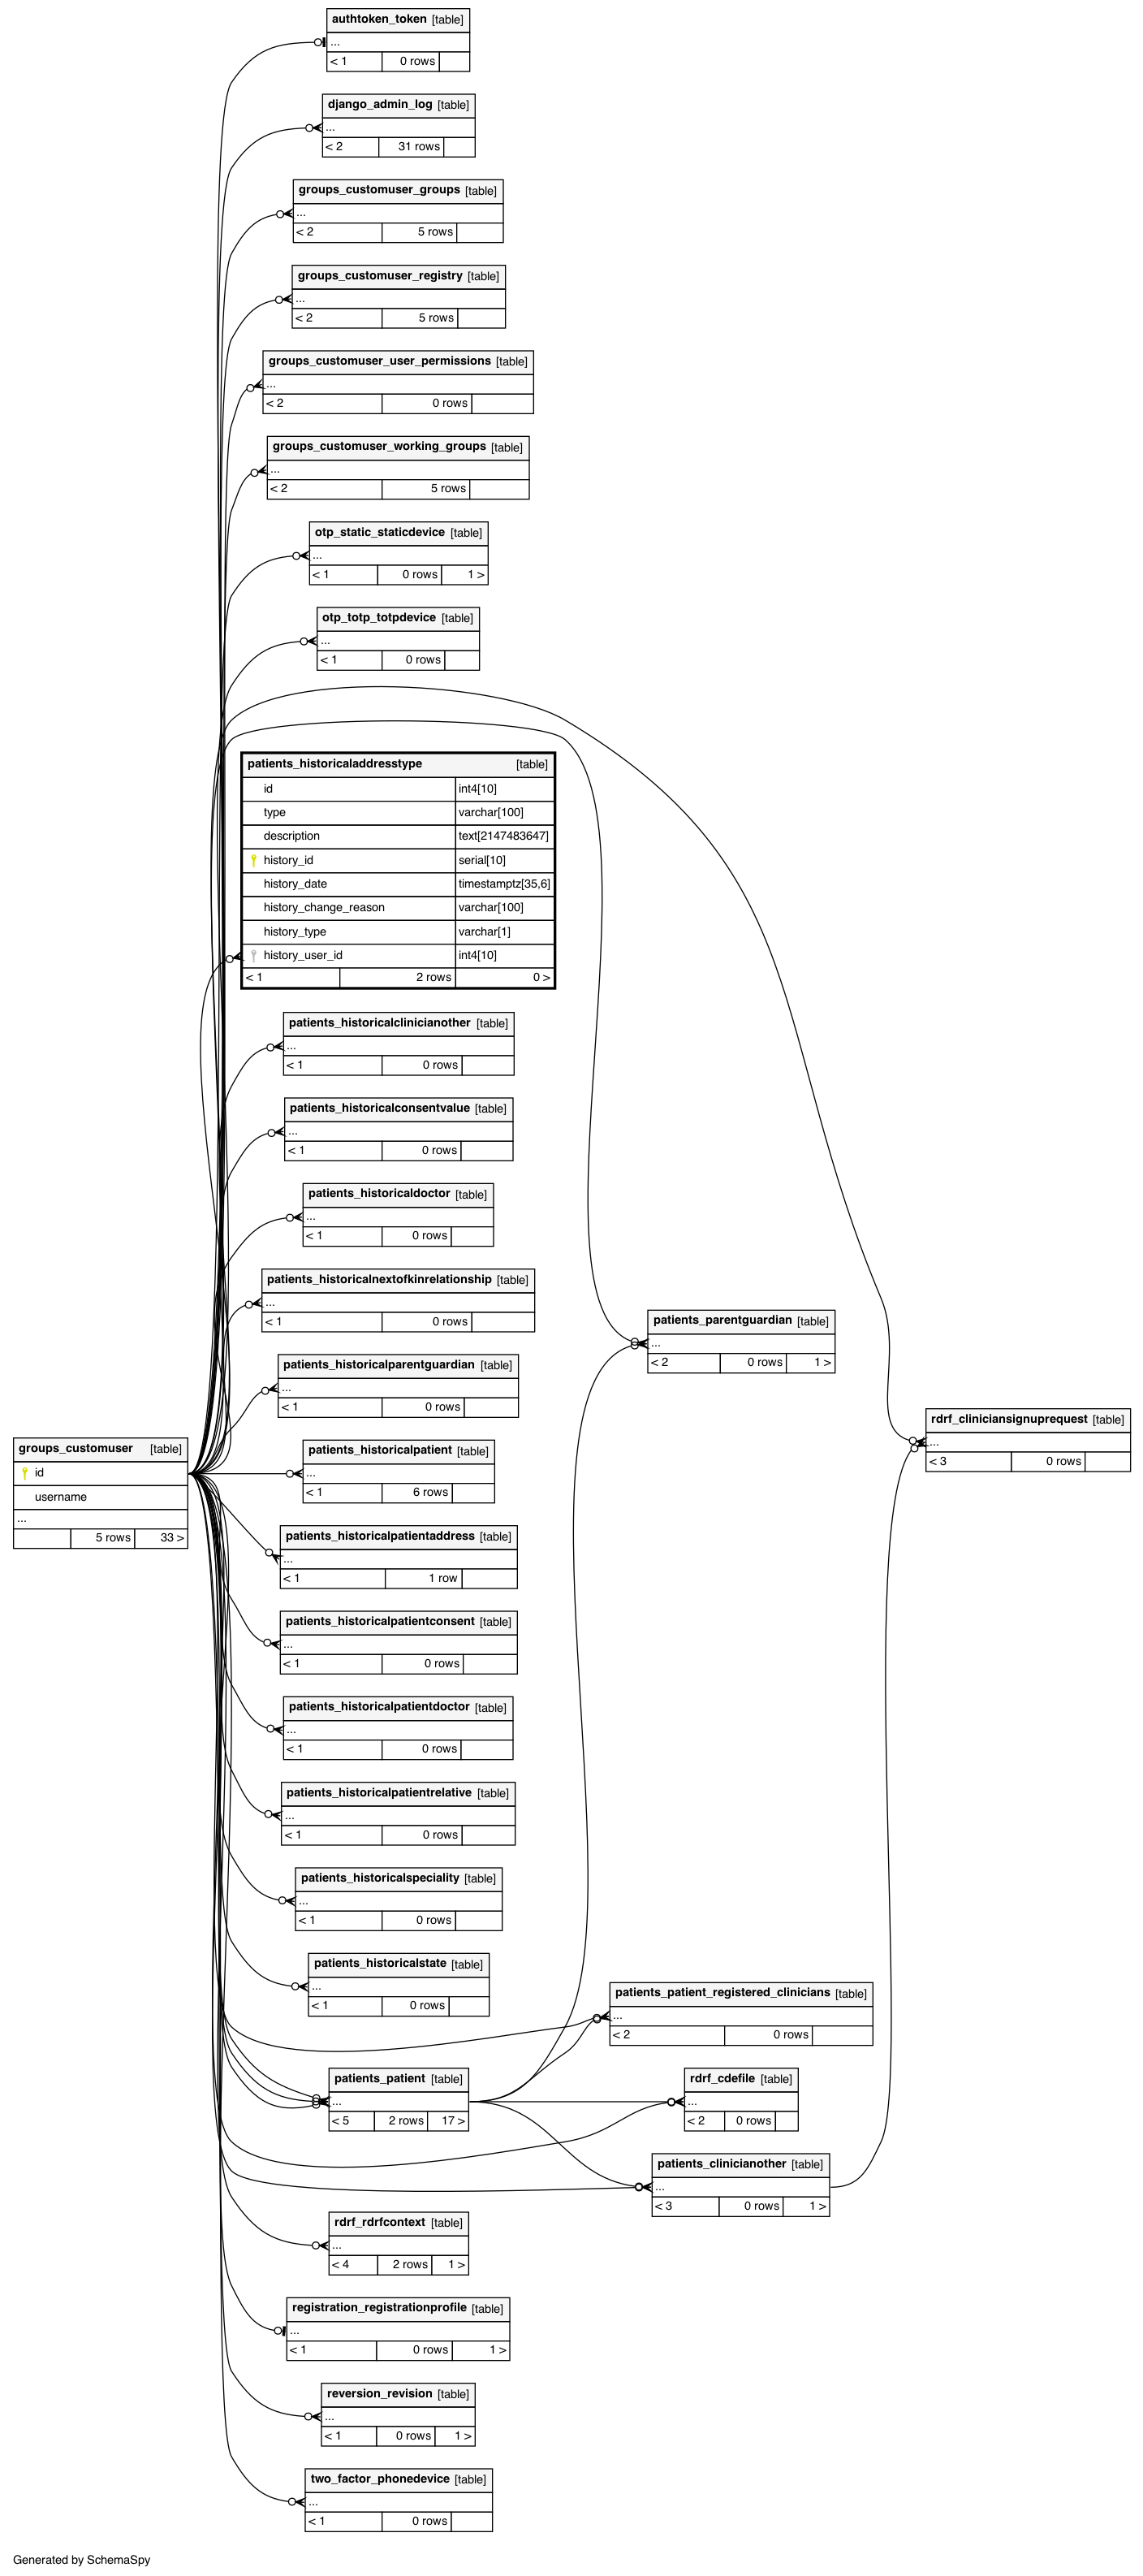 authtoken_token [table]
...
< 1 0 rows
django_admin_log [table]
...
< 2 31 rows
groups_customuser_groups [table]
...
< 2 5 rows
groups_customuser_registry [table]
...
< 2 5 rows
groups_customuser_user_permissions [table]
...
< 2 0 rows
groups_customuser_working_groups [table]
...
< 2 5 rows
otp_static_staticdevice [table]
...
< 1 0 rows 1 >
otp_totp_totpdevice [table]
...
< 1 0 rows
patients_historicaladdresstype [table]
id int4[10]
type varchar[100]
description text[2147483647]
history_id serial[10]
history_date timestamptz[35,6]
history_change_reason varchar[100]
history_type varchar[1]
history_user_id int4[10]
< 1 2 rows 0 >
patients_historicalclinicianother [table]
...
< 1 0 rows
patients_historicalconsentvalue [table]
...
< 1 0 rows
patients_historicaldoctor [table]
...
< 1 0 rows
patients_historicalnextofkinrelationship [table]
...
< 1 0 rows
patients_parentguardian [table]
...
< 2 0 rows 1 >
patients_historicalparentguardian [table]
...
< 1 0 rows
rdrf_cliniciansignuprequest [table]
...
< 3 0 rows
groups_customuser [table]
id
username
...
5 rows 33 >
patients_historicalpatient [table]
...
< 1 6 rows
patients_historicalpatientaddress [table]
...
< 1 1 row
patients_historicalpatientconsent [table]
...
< 1 0 rows
patients_historicalpatientdoctor [table]
...
< 1 0 rows
patients_historicalpatientrelative [table]
...
< 1 0 rows
patients_historicalspeciality [table]
...
< 1 0 rows
patients_historicalstate [table]
...
< 1 0 rows
patients_patient_registered_clinicians [table]
...
< 2 0 rows
patients_patient [table]
...
< 5 2 rows 17 >
rdrf_cdefile [table]
...
< 2 0 rows
patients_clinicianother [table]
...
< 3 0 rows 1 >
rdrf_rdrfcontext [table]
...
< 4 2 rows 1 >
registration_registrationprofile [table]
...
< 1 0 rows 1 >
reversion_revision [table]
...
< 1 0 rows 1 >
two_factor_phonedevice [table]
...
< 1 0 rows
Generated by SchemaSpy